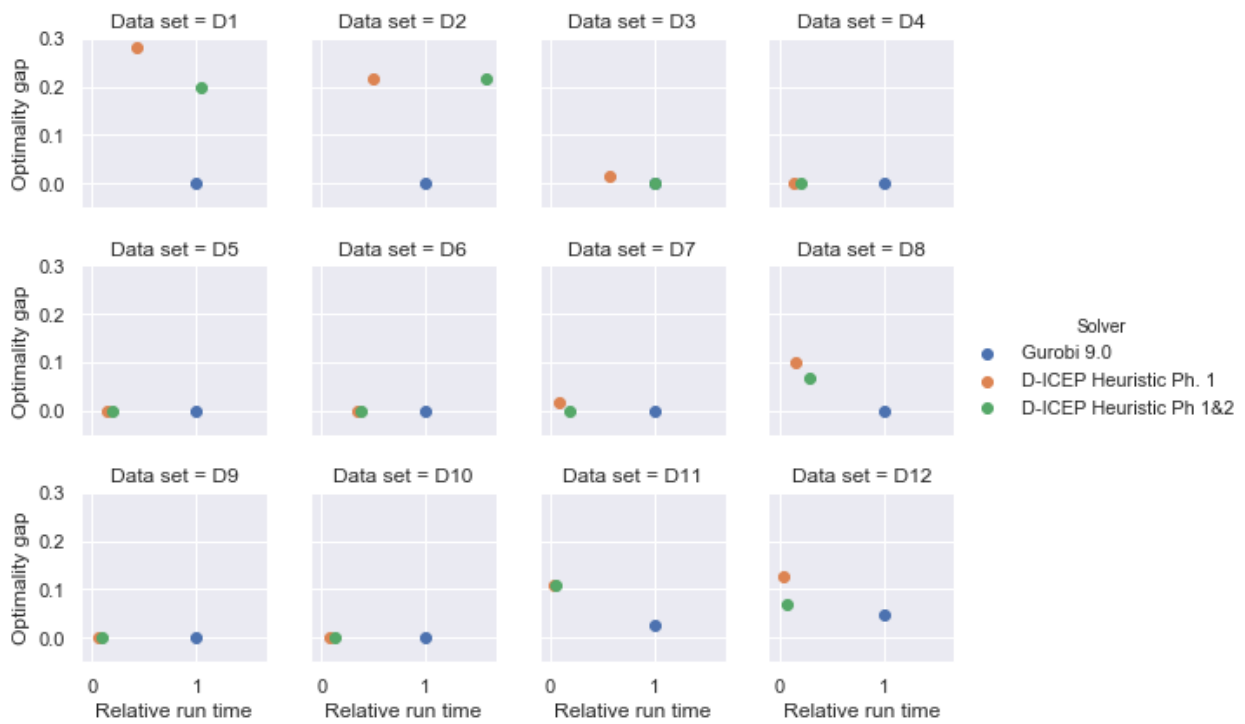 Data set = D1
Data set = D2
Data set = D3
Data set = D4
Optimality gap
0.3
0.2
0.1
0.0
Data set = D5
Data set = D6
Data set = D7
Data set = D8
Optimality gap
0.3
0.2
0.1
0.0
Solver
Gurobi 9.0
D-ICEP Heuristic Ph. 1
D-ICEP Heuristic Ph 1&2
Data set = D9
Data set = D10
Data set = D11
Data set = D12
Optimality gap
0.3
0.2
0.1
0.0
0 1
0 1
0 1
0 1
Relative run time
Relative run time
Relative run time
Relative run time